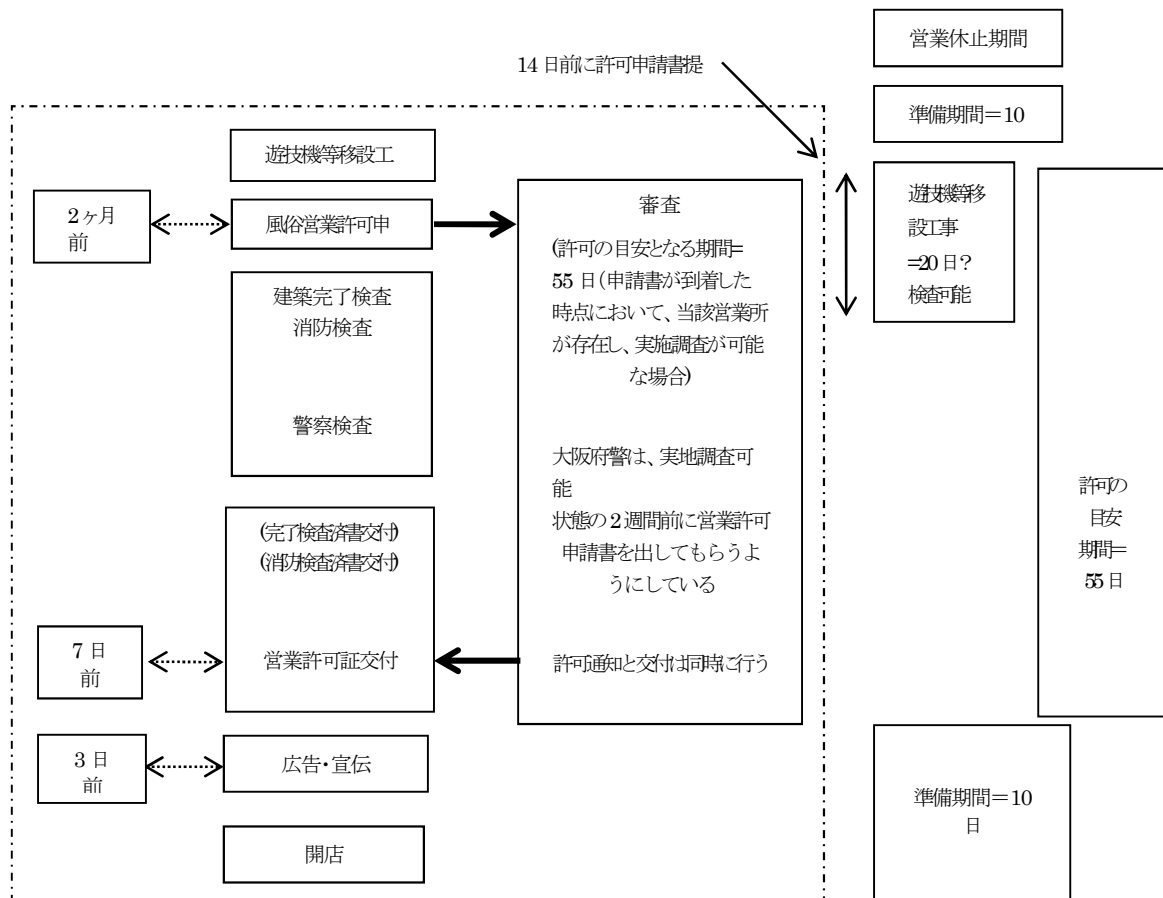 営業休止期間
14 日前に許可申請書提
準備期間＝10
遊技機等移設工
2ヶ月
前
風俗営業許可申
建築完了検査
消防検査
警察検査
審査
(許可の目安となる期間=
55 日(申請書が到着した
時点において、当該営業所
が存在し、実施調査が可能
な場合)
大阪府警は、実地調査可
能
状態の2週間前に営業許可
申請書を出してもらうよ
うにしている
許可通知と交付は同時に行う
遊技機等移
設工事
=20日?
検査可能
許可の
目安
期間＝
55日
(完了検査済書交付)
(消防検査済書交付)
営業許可証交付
7 日
前
3 日
前
広告・宣伝
開店
準備期間＝10
日